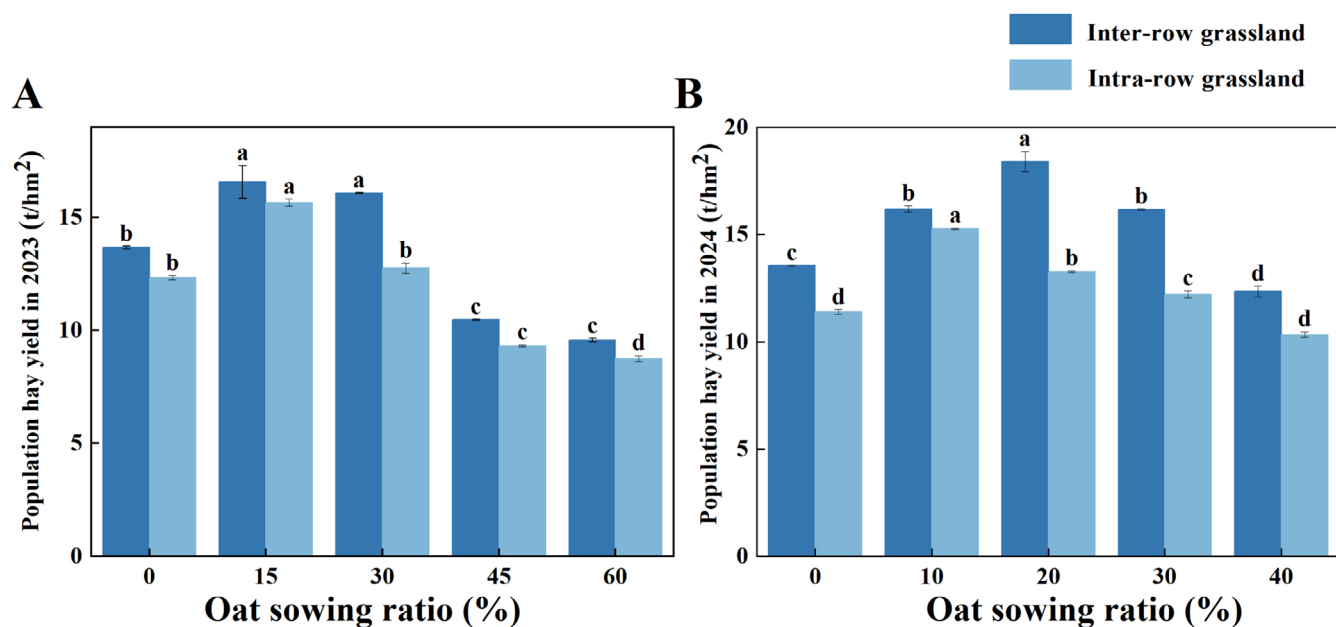 Inter-row grassland
Intra-row grassland
A
Population hay yield in 2023 (t/hm²)
15
10
5
0
b
b
a
a
a
b
c
c
c
d
0 15 30 45 60
Oat sowing ratio (%)
B
Population hay yield in 2024 (t/hm²)
20
15
10
5
0
c
d
b
a
a
b
b
c
d
d
0 10 20 30 40
Oat sowing ratio (%)